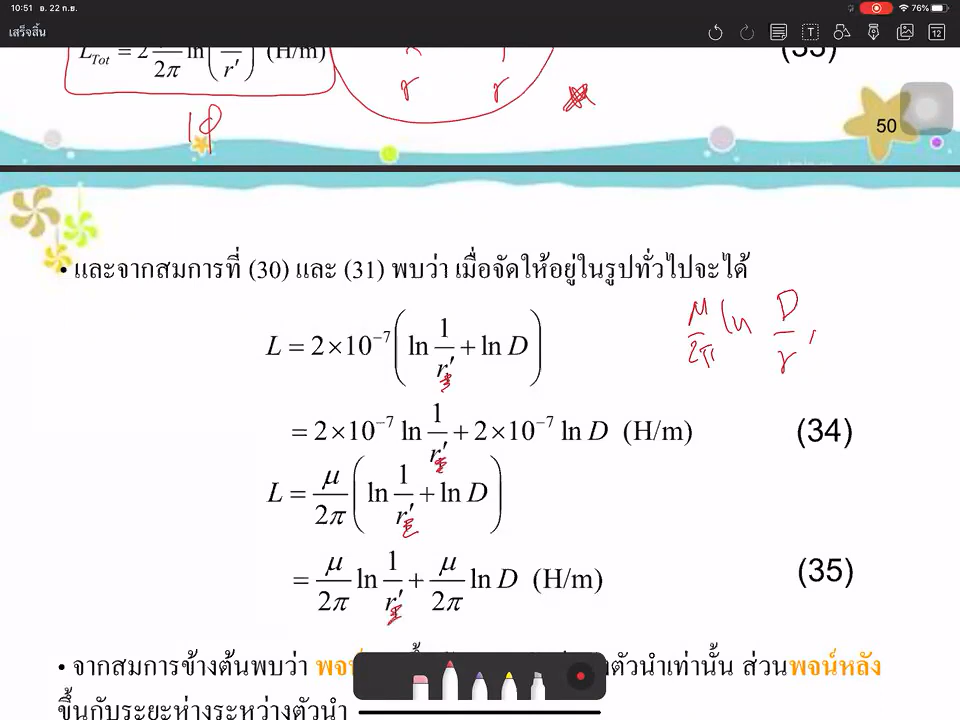 10:51 อ. 22 ก.ย.
76%
เสร็จสิ้น
12
L_Tot = 2 μ/2π ln( /r′) (H/m)
(33)
r r
1φ
50
• และจากสมการที่ (30) และ (31) พบว่า เมื่อจัดให้อยู่ในรูปทั่วไปจะได้
L = 2×10⁻⁷ (ln 1/r′ + ln D)
μ/2π ln D/r′
= 2×10⁻⁷ ln 1/r′ + 2×10⁻⁷ ln D (H/m) (34)
L = μ/2π (ln 1/r′ + ln D)
= μ/2π ln 1/r′ + μ/2π ln D (H/m) (35)
• จากสมการข้างต้นพบว่า ตัวนำเท่านั้น ส่วนพจน์หลัง
ขึ้นกับระยะห่างระหว่างตัวนำ